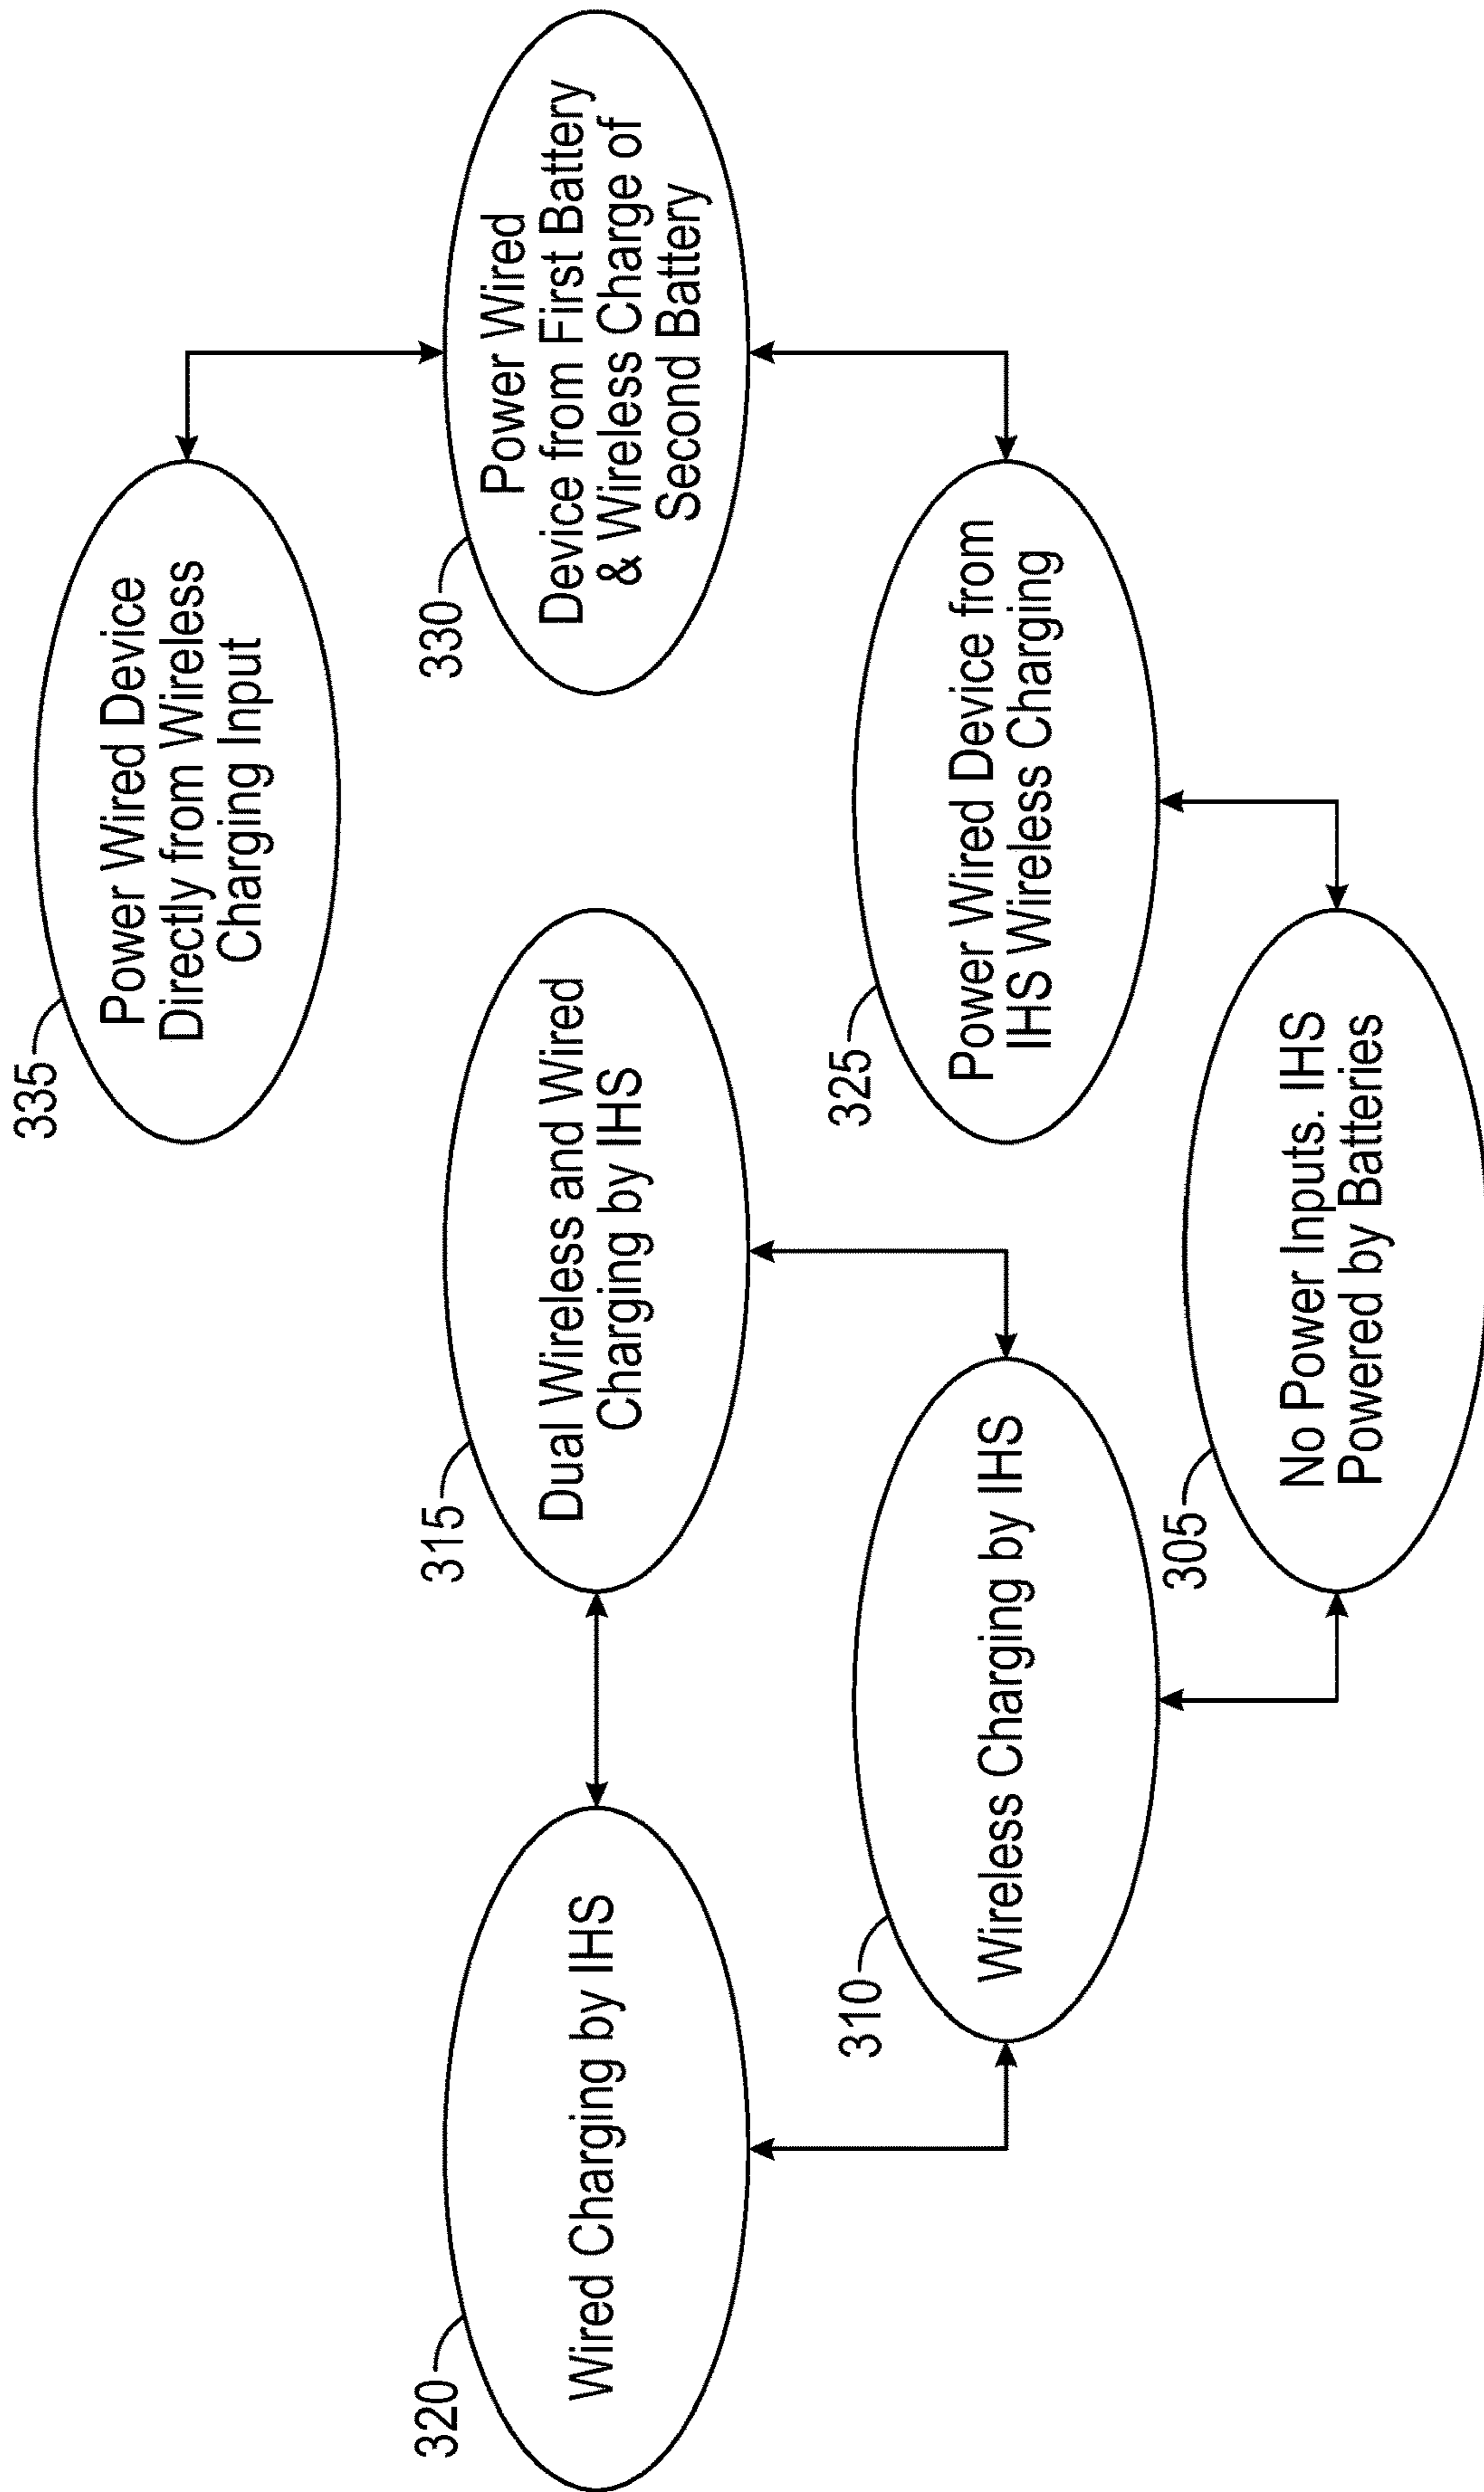 335
Power Wired Device
Directly from Wireless
Charging Input
320
Wired Charging by IHS
315
Dual Wireless and Wired
Charging by IHS
330
Power Wired
Device from First Battery
& Wireless Charge of
Second Battery
310
Wireless Charging by IHS
325
Power Wired Device from
IHS Wireless Charging
305
No Power Inputs. IHS
Powered by Batteries